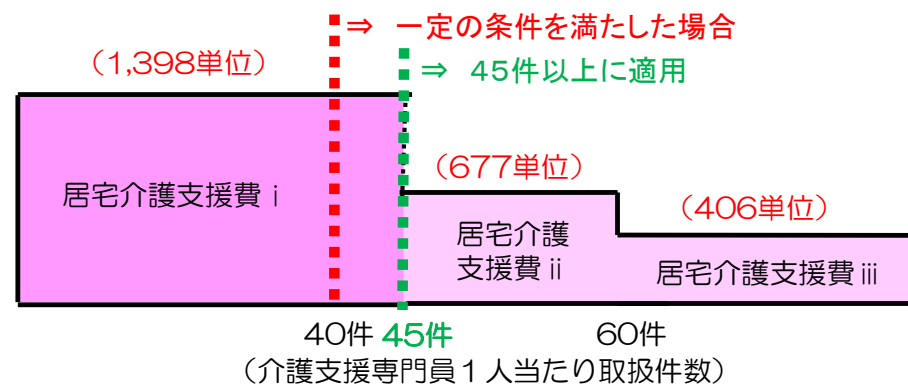 ⇒ 一定の条件を満たした場合
（1,398単位）
⇒ 45件以上に適用
（677単位）
居宅介護支援費ⅰ
（406単位）
居宅介護
支援費ⅱ
居宅介護支援費ⅲ
40件 45件 60件
（介護支援専門員１人当たり取扱件数）